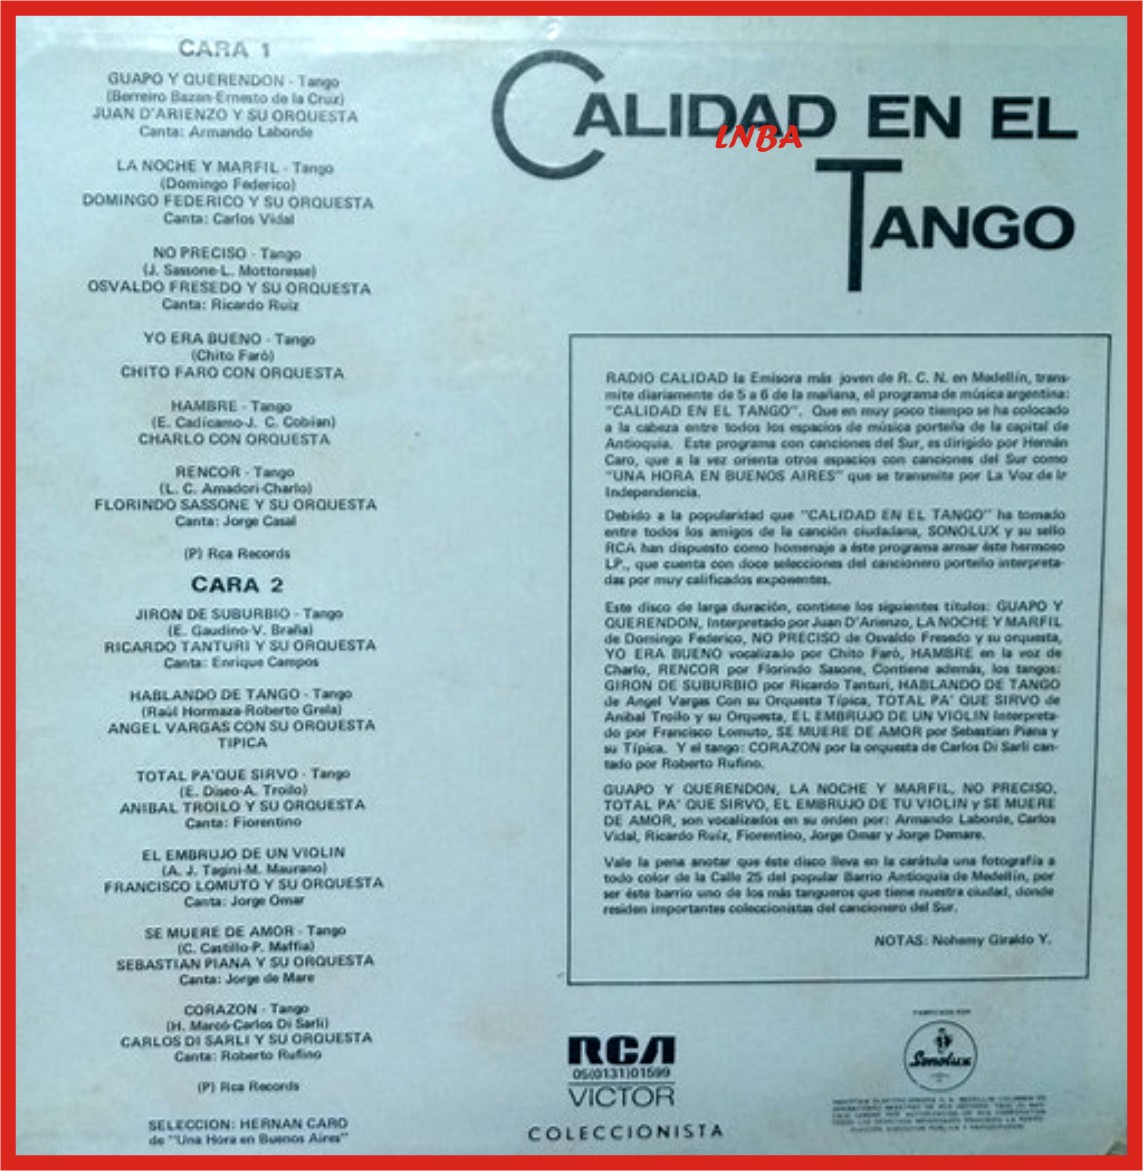 CARA 1
GUAPO Y QUERENDON - Tango
(Berreiro Bazan-Ernesto de la Cruz)
JUAN D'ARIENZO Y SU ORQUESTA
Canta: Armando Laborde
LA NOCHE Y MARFIL - Tango
(Domingo Federico)
DOMINGO FEDERICO Y SU ORQUESTA
Canta: Carlos Vidal
NO PRECISO - Tango
(J. Sassone-L. Mottoresse)
OSVALDO FRESEDO Y SU ORQUESTA
Canta: Ricardo Ruiz
YO ERA BUENO - Tango
(Chito Faró)
CHITO FARO CON ORQUESTA
HAMBRE - Tango
(E. Cadícamo-J. C. Cobian)
CHARLO CON ORQUESTA
RENCOR - Tango
(L. C. Amadori-Charlo)
FLORINDO SASSONE Y SU ORQUESTA
Canta: Jorge Casal
(P) Rca Records
CARA 2
JIRON DE SUBURBIO - Tango
(E. Gaudino-V. Braña)
RICARDO TANTURI Y SU ORQUESTA
Canta: Enrique Campos
HABLANDO DE TANGO - Tango
(Raúl Hormaza-Roberto Grela)
ANGEL VARGAS CON SU ORQUESTA
TIPICA
TOTAL PA'QUE SIRVO - Tango
(E. Diseo-A. Troilo)
ANIBAL TROILO Y SU ORQUESTA
Canta: Fiorentino
EL EMBRUJO DE UN VIOLIN
(A. J. Tagini-M. Maurano)
FRANCISCO LOMUTO Y SU ORQUESTA
Canta: Jorge Omar
SE MUERE DE AMOR - Tango
(C. Castillo-P. Maffia)
SEBASTIAN PIANA Y SU ORQUESTA
Canta: Jorge de Mare
CORAZON - Tango
(H. Marcó-Carlos Di Sarli)
CARLOS DI SARLI Y SU ORQUESTA
Canta: Roberto Rufino
(P) Rca Records
SELECCION: HERNAN CARO
de "Una Hora en Buenos Aires"
CALIDAD EN EL
LNBA
TANGO
RADIO CALIDAD la Emisora más joven de R. C. N. en Medellín, trans-
mite diariamente de 5 a 6 de la mañana, el programa de música argentina:
"CALIDAD EN EL TANGO". Que en muy poco tiempo se ha colocado
a la cabeza entre todos los espacios de música porteña de la capital de
Antioquia. Este programa con canciones del Sur, es dirigido por Hernán
Caro, que a la vez orienta otros espacios con canciones del Sur como
"UNA HORA EN BUENOS AIRES" que se transmite por La Voz de la
Independencia.
Debido a la popularidad que "CALIDAD EN EL TANGO" ha tomado
entre todos los amigos de la canción ciudadana, SONOLUX y su sello
RCA han dispuesto como homenaje a éste programa armar éste hermoso
LP., que cuenta con doce selecciones del cancionero porteño interpreta-
das por muy calificados exponentes.
Este disco de larga duración, contiene los siguientes títulos: GUAPO Y
QUERENDON, Interpretado por Juan D'Arienzo, LA NOCHE Y MARFIL
de Domingo Federico, NO PRECISO de Osvaldo Fresedo y su orquesta,
YO ERA BUENO vocalizado por Chito Faró, HAMBRE en la voz de
Charlo, RENCOR por Florindo Sasone, Contiene además, los tangos:
GIRON DE SUBURBIO por Ricardo Tanturi, HABLANDO DE TANGO
de Angel Vargas Con su Orquesta Típica, TOTAL PA' QUE SIRVO de
Anibal Troilo y su Orquesta, EL EMBRUJO DE UN VIOLIN Interpreta-
do por Francisco Lomuto, SE MUERE DE AMOR por Sebastian Piana y
su Típica. Y el tango: CORAZON por la orquesta de Carlos Di Sarli can-
tado por Roberto Rufino.
GUAPO Y QUERENDON, LA NOCHE Y MARFIL, NO PRECISO,
TOTAL PA' QUE SIRVO, EL EMBRUJO DE TU VIOLIN y SE MUERE
DE AMOR, son vocalizados en su orden por: Armando Laborde, Carlos
Vidal, Ricardo Ruíz, Fiorentino, Jorge Omar y Jorge Demare.
Vale la pena anotar que éste disco lleva en la carátula una fotografía a
todo color de la Calle 25 del popular Barrio Antioquia de Medellín, por
ser éste barrio uno de los más tangueros que tiene nuestra ciudad, donde
residen importantes coleccionistas del cancionero del Sur.
NOTAS: Nohemy Giraldo Y.
RCA
05(0131)01599
VICTOR
COLECCIONISTA
FABRICADO POR
Sonolux